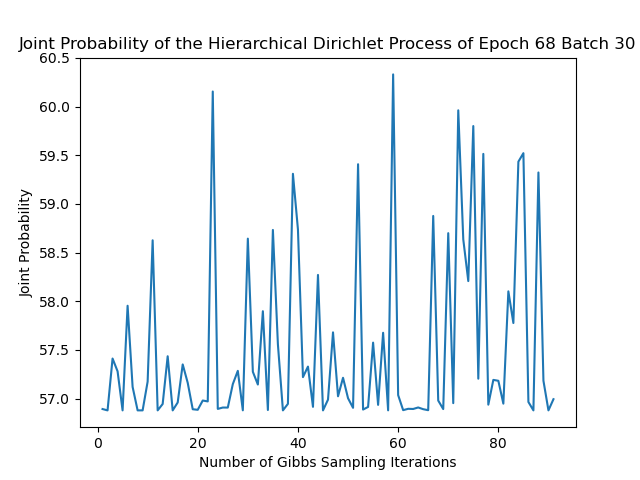 Joint Probability of the Hierarchical Dirichlet Process of Epoch 68 Batch 30
60.5
60.0
59.5
59.0
58.5
58.0
57.5
57.0
Joint Probability
0 20 40 60 80
Number of Gibbs Sampling Iterations